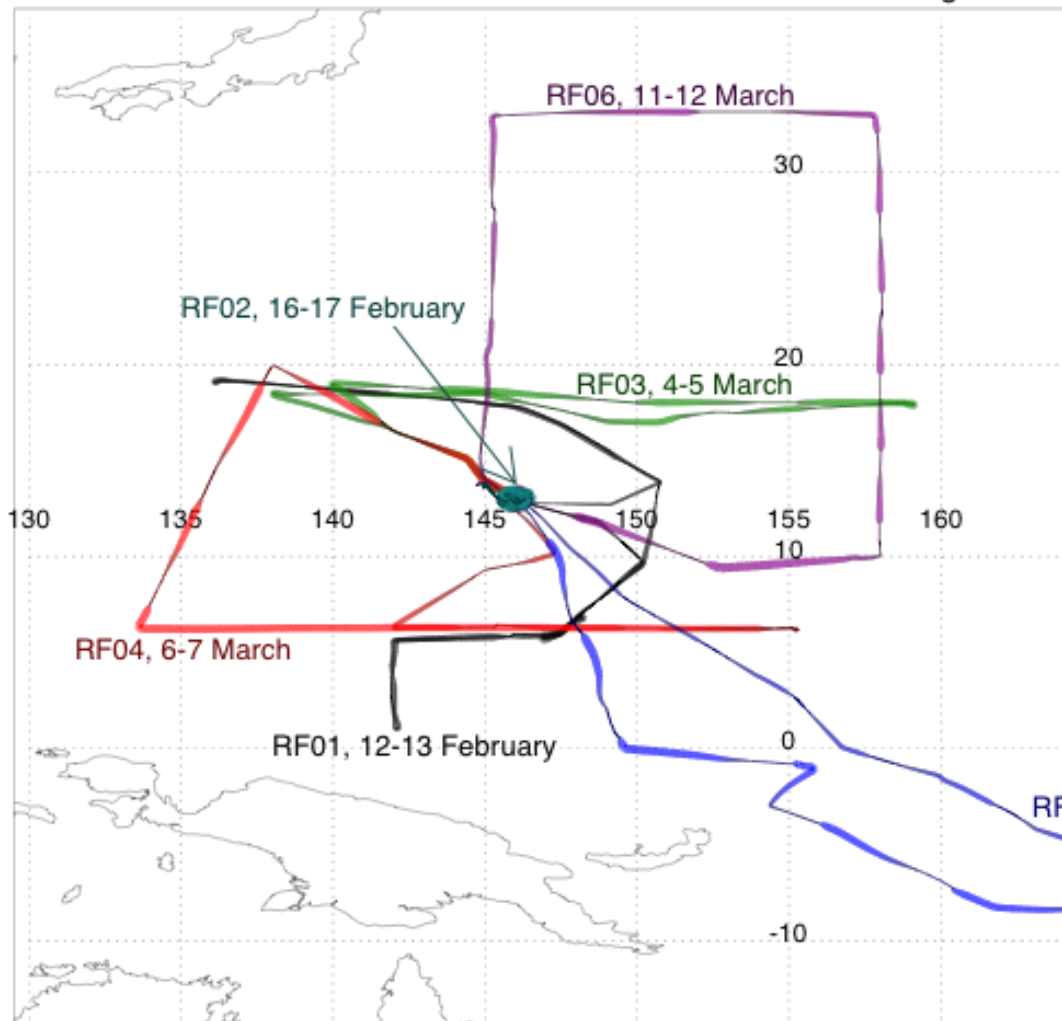 RF06, 11-12 March
30
RF02, 16-17 February
20
RF03, 4-5 March
130 135 140 145 150 155 160
10
RF04, 6-7 March
RF01, 12-13 February
0
RF
-10